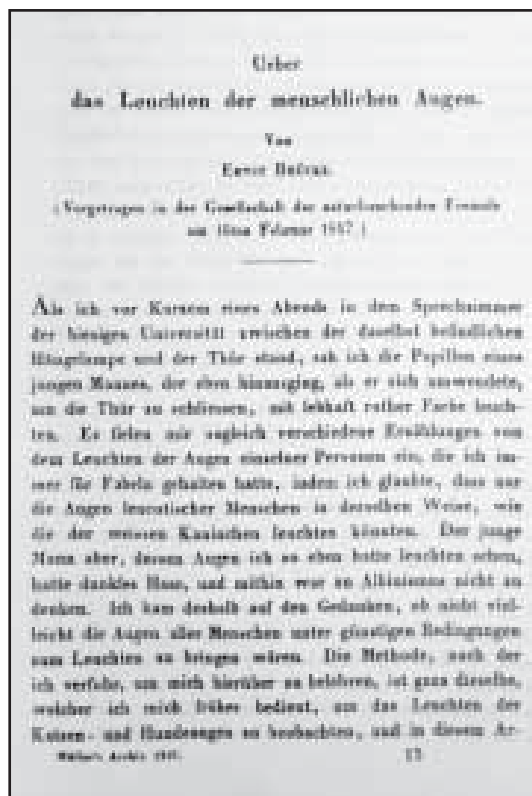 Ueber
das Leuchten der menschlichen Augen.
Von
Ernst Brücke.
(Vorgetragen in der Gesellschaft der naturforschenden Freunde
am 16ten Februar 1847.)
Als ich vor Kurzem eines Abends in dem Sprechzimmer
der hiesigen Universität zwischen der daselbst befindlichen
Hängelampe und der Thür stand, sah ich die Pupillen eines
jungen Mannes, der eben hinausging, als er sich umwendete,
um die Thür zu schliessen, mit lebhaft rother Farbe leuch-
ten. Es fielen mir sogleich verschiedene Erzählungen von
dem Leuchten der Augen einzelner Personen ein, die ich im-
mer für Fabeln gehalten hatte, indem ich glaubte, dass nur
die Augen leucotischer Menschen in derselben Weise, wie
die der weissen Kaninchen leuchten könnten. Der junge
Mann aber, dessen Augen ich so eben hatte leuchten sehen,
hatte dunkles Haar, und mithin war an Albinismus nicht zu
denken. Ich kam deshalb auf den Gedanken, ob nicht viel-
leicht die Augen aller Menschen unter günstigen Bedingungen
zum Leuchten zu bringen wären. Die Methode, nach der
ich verfuhr, um mich hierüber zu belehren, ist ganz dieselbe,
welcher ich mich früher bedient, um das Leuchten der
Katzen- und Hundeaugen zu beobachten, und in diesem Ar-
Müller's Archiv 1847.